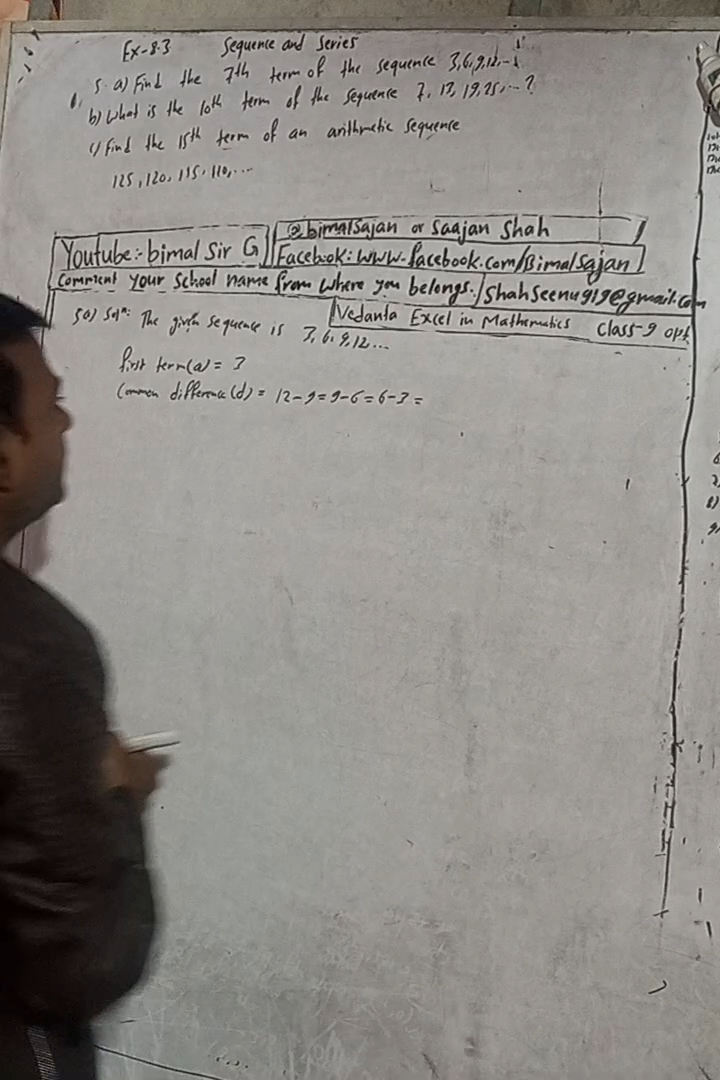 Ex-8.3 Sequence and Series
5. a) Find the 7th term of the sequence 3,6,9,12,...
b) What is the 10th term of the sequence 7, 13, 19, 25, ... ?
c) Find the 15th term of an arithmetic sequence
125, 120, 115, 110, ...
@bimalsajan or Saajan Shah
Youtube:- bimal Sir G
Facebook: www.facebook.com/Bimalsajan
Comment your School name from where you belongs./shahseenu919@gmail.com
Vedanta Excel in Mathematics Class-9 opt.
5a) Solⁿ: The given sequence is 3, 6, 9, 12 ...
first term(a) = 3
Common difference(d) = 12-9 = 9-6 = 6-3 =